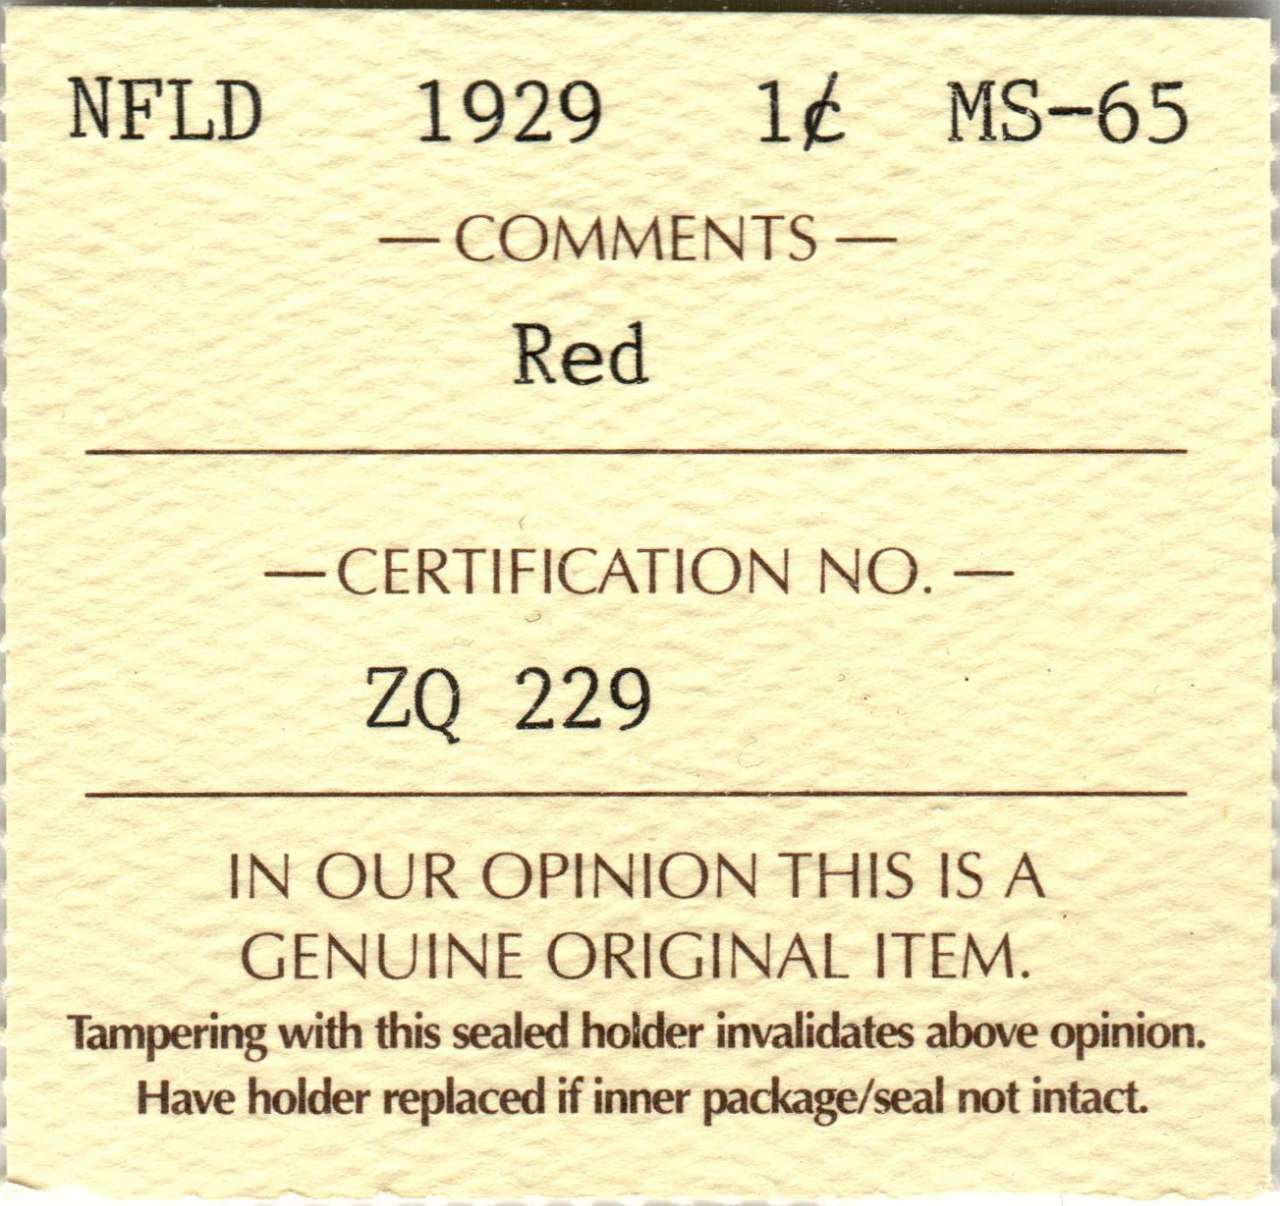 NFLD 1929 1¢ MS-65
— COMMENTS —
Red
— CERTIFICATION NO. —
ZQ 229
IN OUR OPINION THIS IS A
GENUINE ORIGINAL ITEM.
Tampering with this sealed holder invalidates above opinion.
Have holder replaced if inner package/seal not intact.